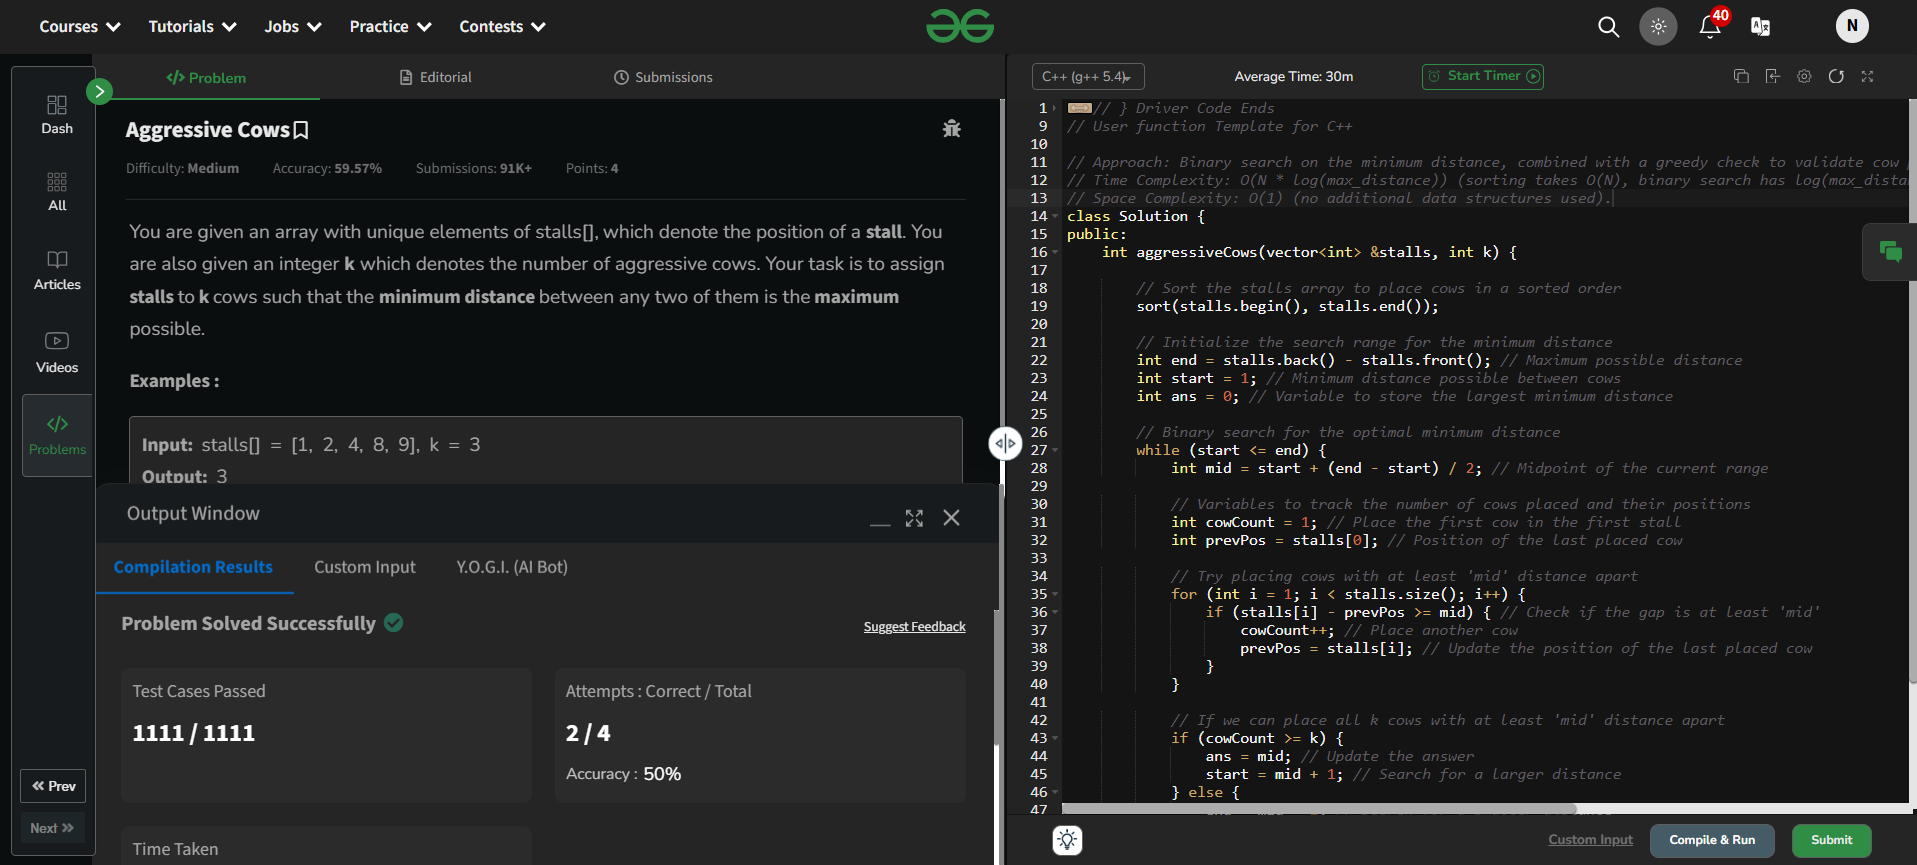 Courses Tutorials Jobs Practice Contests
40
N
Dash
All
Articles
Videos
Problems
Prev
Next
Problem Editorial Submissions
Aggressive Cows
Difficulty: Medium Accuracy: 59.57% Submissions: 91K+ Points: 4
You are given an array with unique elements of stalls[], which denote the position of a stall. You
are also given an integer k which denotes the number of aggressive cows. Your task is to assign
stalls to k cows such that the minimum distance between any two of them is the maximum
possible.
Examples :
Input: stalls[] = [1, 2, 4, 8, 9], k = 3
Output: 3
Output Window
Compilation Results Custom Input Y.O.G.I. (AI Bot)
Problem Solved Successfully
Suggest Feedback
Test Cases Passed
1111 / 1111
Attempts : Correct / Total
2 / 4
Accuracy : 50%
Time Taken
C++ (g++ 5.4) Average Time: 30m Start Timer
1 // } Driver Code Ends
9 // User function Template for C++
10
11 // Approach: Binary search on the minimum distance, combined with a greedy check to validate cow
12 // Time Complexity: O(N * log(max_distance)) (sorting takes O(N), binary search has log(max_dista
13 // Space Complexity: O(1) (no additional data structures used).
14 class Solution {
15 public:
16 int aggressiveCows(vector<int> &stalls, int k) {
17
18 // Sort the stalls array to place cows in a sorted order
19 sort(stalls.begin(), stalls.end());
20
21 // Initialize the search range for the minimum distance
22 int end = stalls.back() - stalls.front(); // Maximum possible distance
23 int start = 1; // Minimum distance possible between cows
24 int ans = 0; // Variable to store the largest minimum distance
25
26 // Binary search for the optimal minimum distance
27 while (start <= end) {
28 int mid = start + (end - start) / 2; // Midpoint of the current range
29
30 // Variables to track the number of cows placed and their positions
31 int cowCount = 1; // Place the first cow in the first stall
32 int prevPos = stalls[0]; // Position of the last placed cow
33
34 // Try placing cows with at least 'mid' distance apart
35 for (int i = 1; i < stalls.size(); i++) {
36 if (stalls[i] - prevPos >= mid) { // Check if the gap is at least 'mid'
37 cowCount++; // Place another cow
38 prevPos = stalls[i]; // Update the position of the last placed cow
39 }
40 }
41
42 // If we can place all k cows with at least 'mid' distance apart
43 if (cowCount >= k) {
44 ans = mid; // Update the answer
45 start = mid + 1; // Search for a larger distance
46 } else {
47
Custom Input Compile & Run Submit